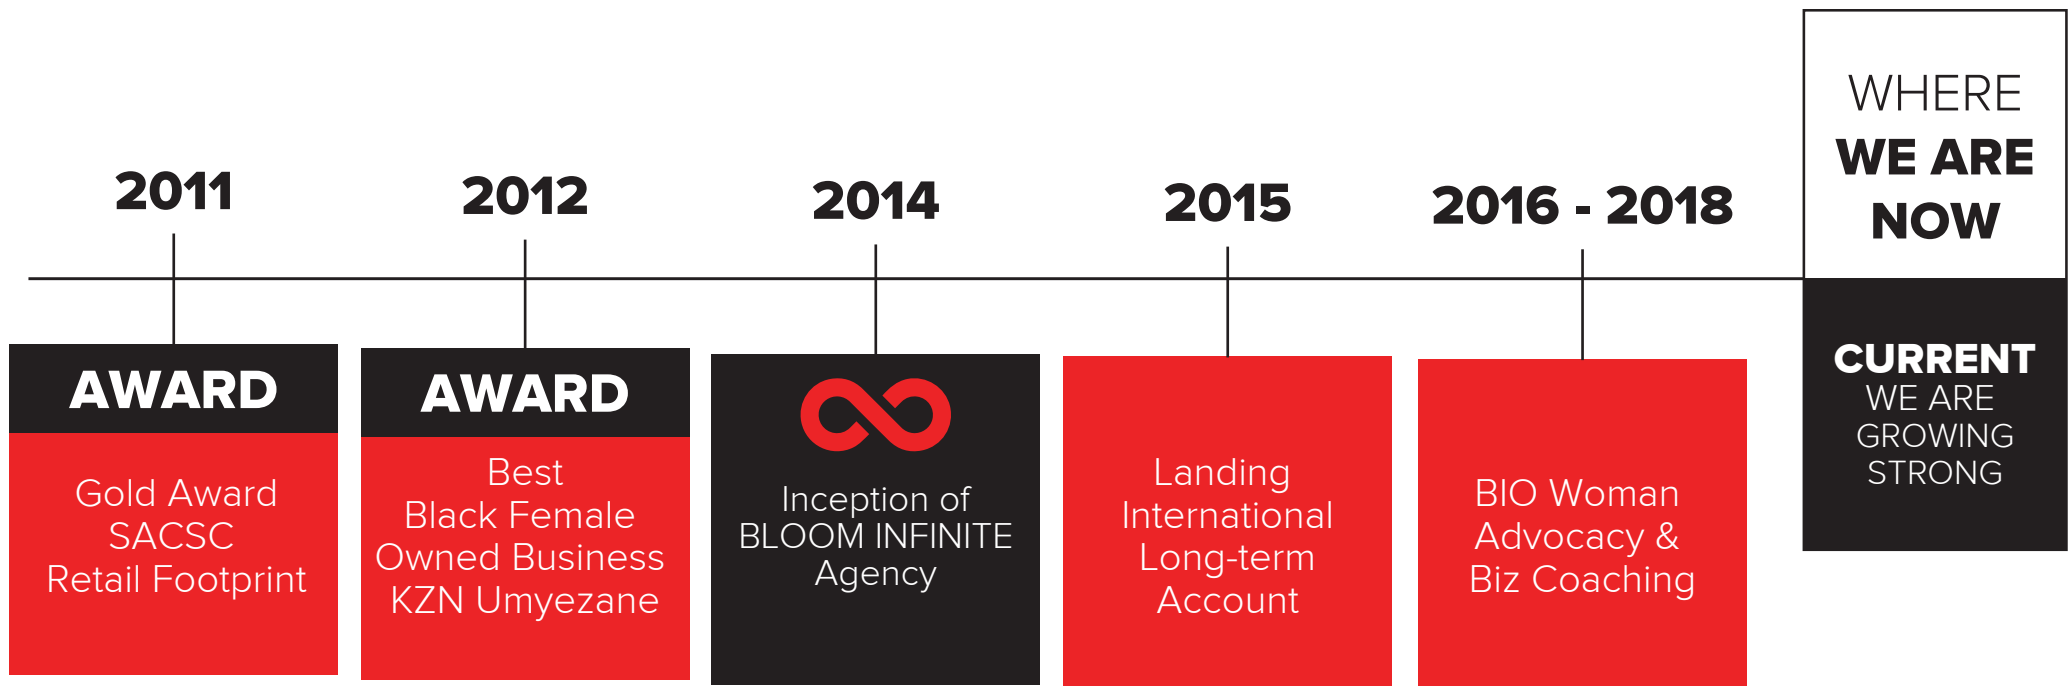 2011
AWARD
Gold Award
SACSC
Retail Footprint
2012
AWARD
Best
Black Female
Owned Business
KZN Umyezane
2014
Inception of
BLOOM INFINITE
Agency
2015
Landing
International
Long-term
Account
2016 - 2018
BIO Woman
Advocacy &
Biz Coaching
WHERE
WE ARE
NOW
CURRENT
WE ARE
GROWING
STRONG